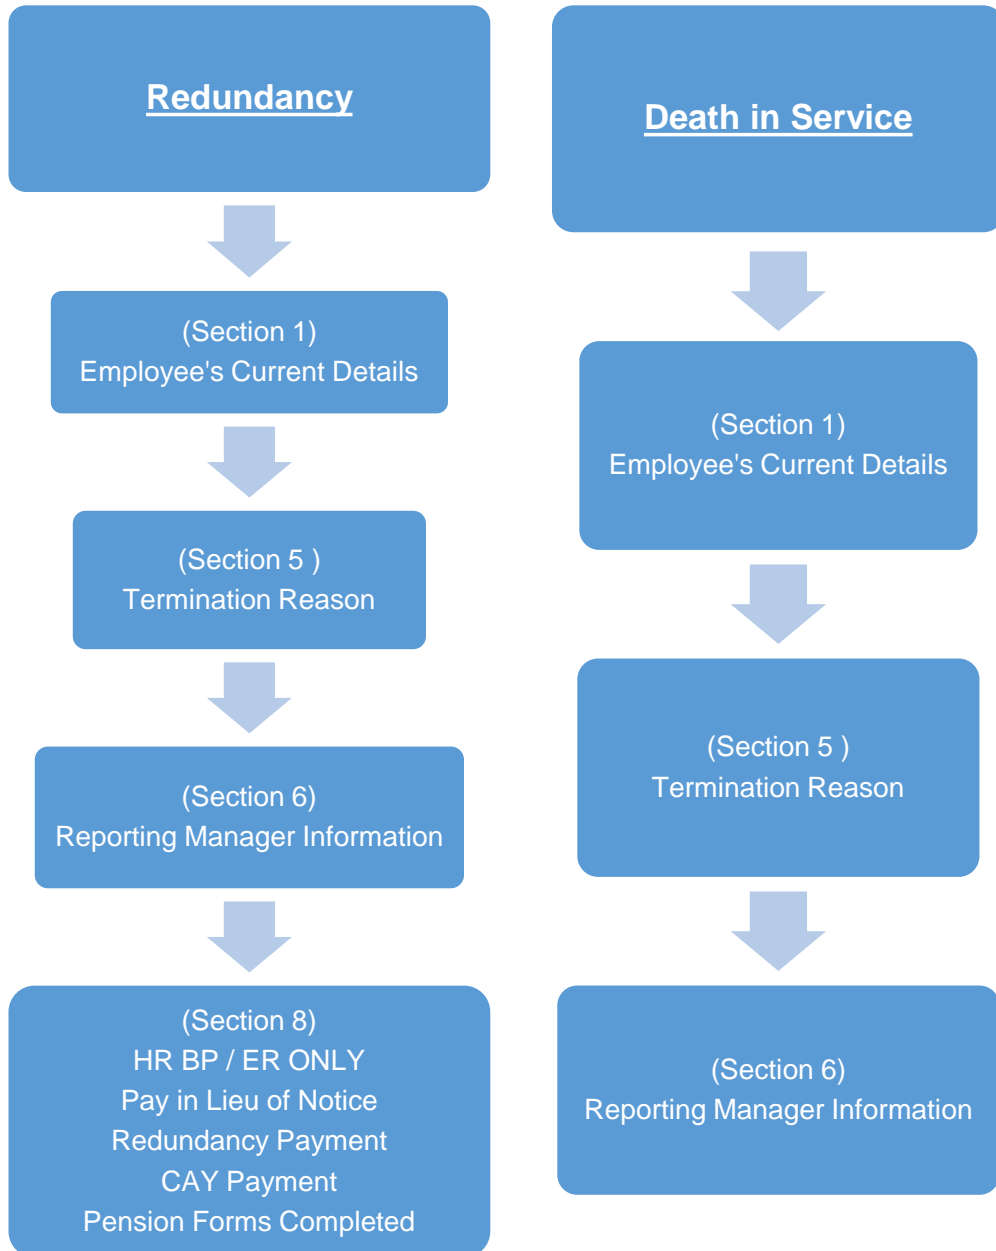 Redundancy
(Section 1)
Employee's Current Details
(Section 5 )
Termination Reason
(Section 6)
Reporting Manager Information
(Section 8)
HR BP / ER ONLY
Pay in Lieu of Notice
Redundancy Payment
CAY Payment
Pension Forms Completed
Death in Service
(Section 1)
Employee's Current Details
(Section 5 )
Termination Reason
(Section 6)
Reporting Manager Information